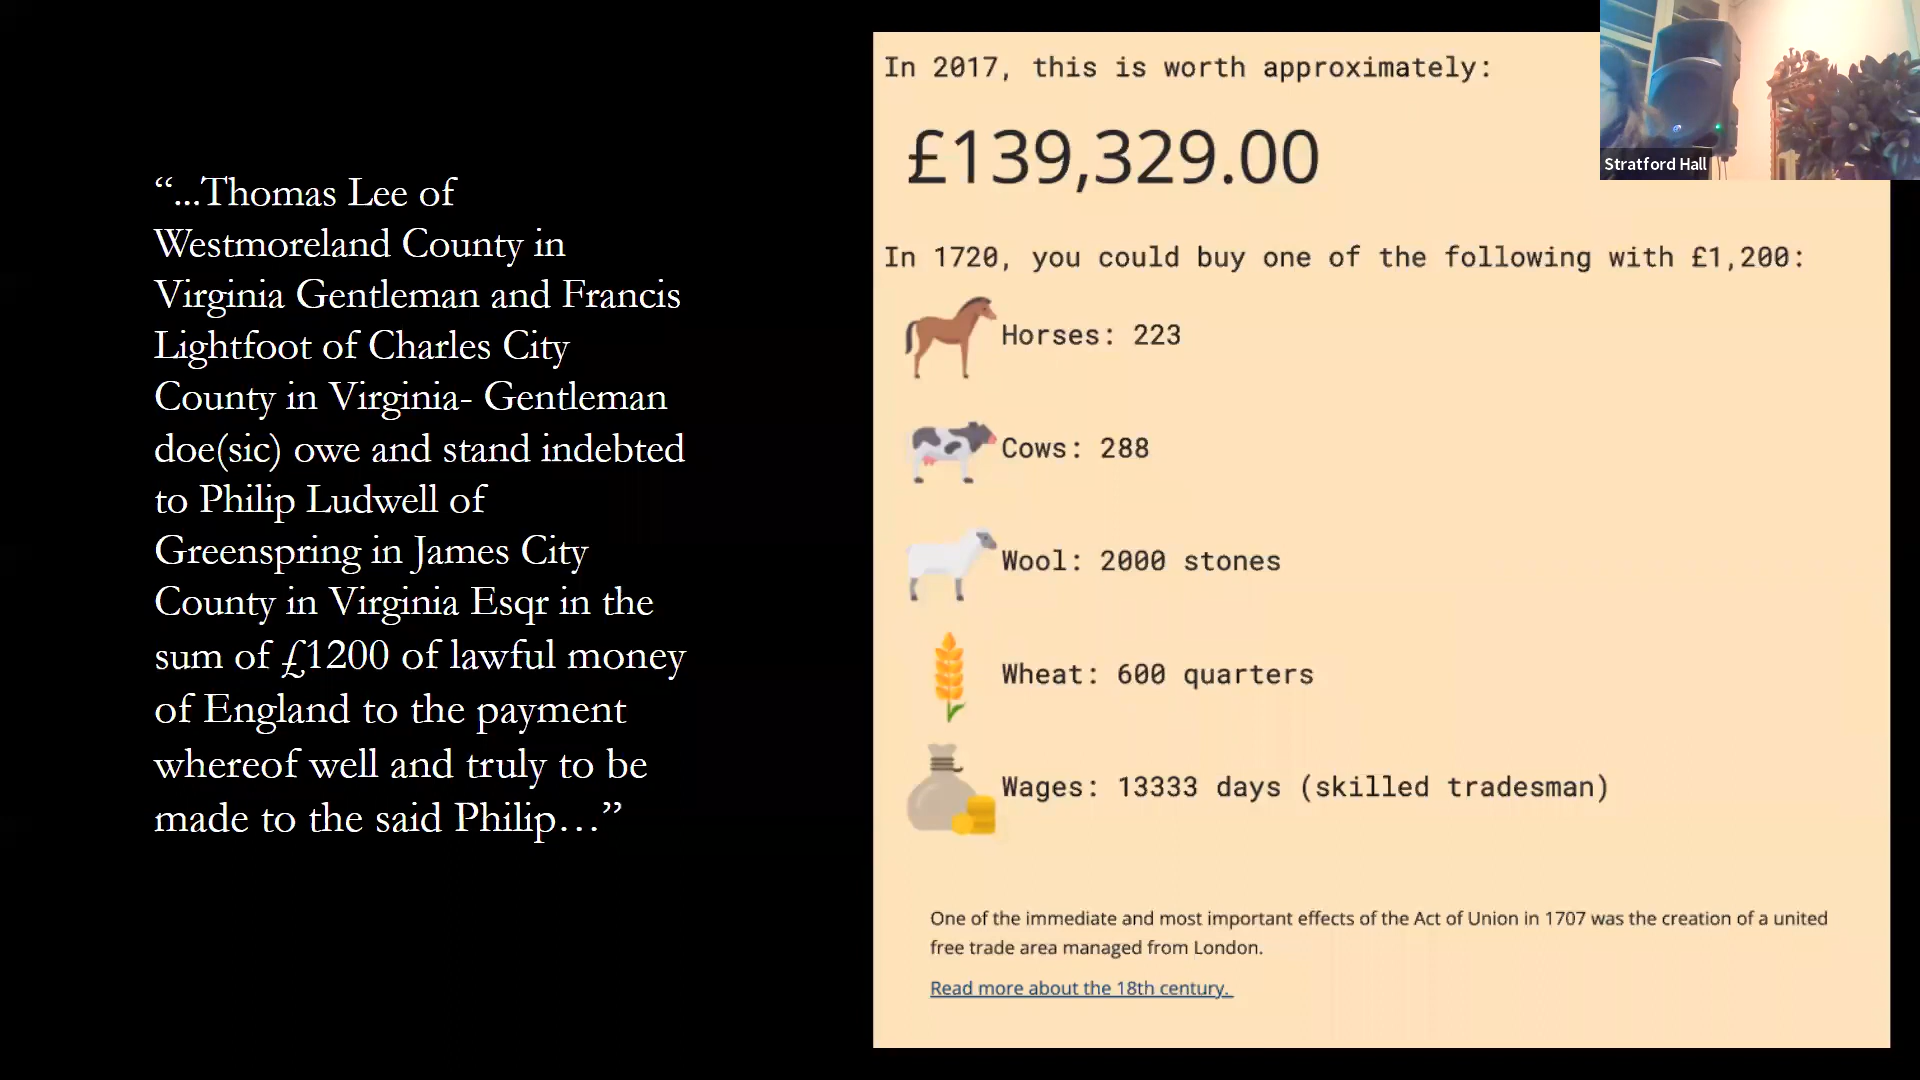 “...Thomas Lee of
Westmoreland County in
Virginia Gentleman and Francis
Lightfoot of Charles City
County in Virginia- Gentleman
doe(sic) owe and stand indebted
to Philip Ludwell of
Greenspring in James City
County in Virginia Esqr in the
sum of £1200 of lawful money
of England to the payment
whereof well and truly to be
made to the said Philip…”
In 2017, this is worth approximately:
£139,329.00
In 1720, you could buy one of the following with £1,200:
Horses: 223
Cows: 288
Wool: 2000 stones
Wheat: 600 quarters
Wages: 13333 days (skilled tradesman)
One of the immediate and most important effects of the Act of Union in 1707 was the creation of a united
free trade area managed from London.
Read more about the 18th century.
Stratford Hall